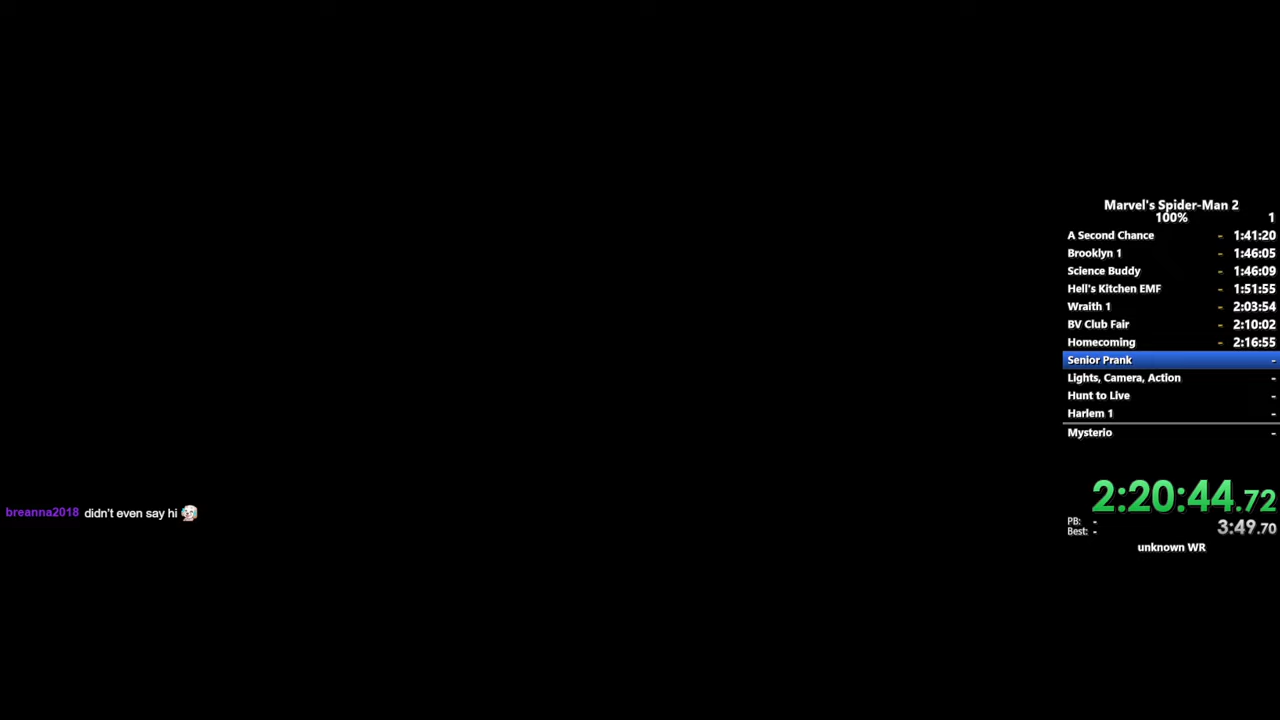 Marvel's Spider-Man 2
100% 1
A Second Chance - 1:41:20
Brooklyn 1 - 1:46:05
Science Buddy - 1:46:09
Hell's Kitchen EMF - 1:51:55
Wraith 1 - 2:03:54
BV Club Fair - 2:10:02
Homecoming - 2:16:55
Senior Prank -
Lights, Camera, Action -
Hunt to Live -
Harlem 1 -
Mysterio -
2:20:44.72
PB: -
Best: - 3:49.70
unknown WR
breanna2018 didn't even say hi